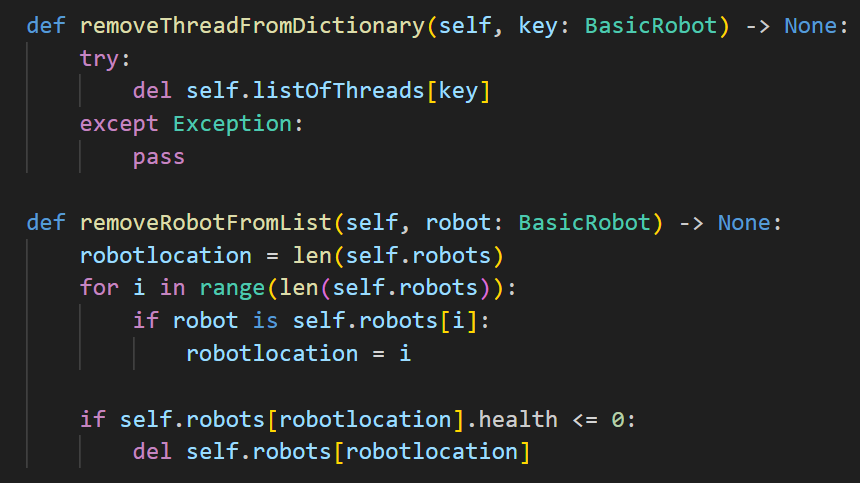 def removeThreadFromDictionary(self, key: BasicRobot) -> None:
    try:
        del self.listOfThreads[key]
    except Exception:
        pass

def removeRobotFromList(self, robot: BasicRobot) -> None:
    robotlocation = len(self.robots)
    for i in range(len(self.robots)):
        if robot is self.robots[i]:
            robotlocation = i

    if self.robots[robotlocation].health <= 0:
        del self.robots[robotlocation]